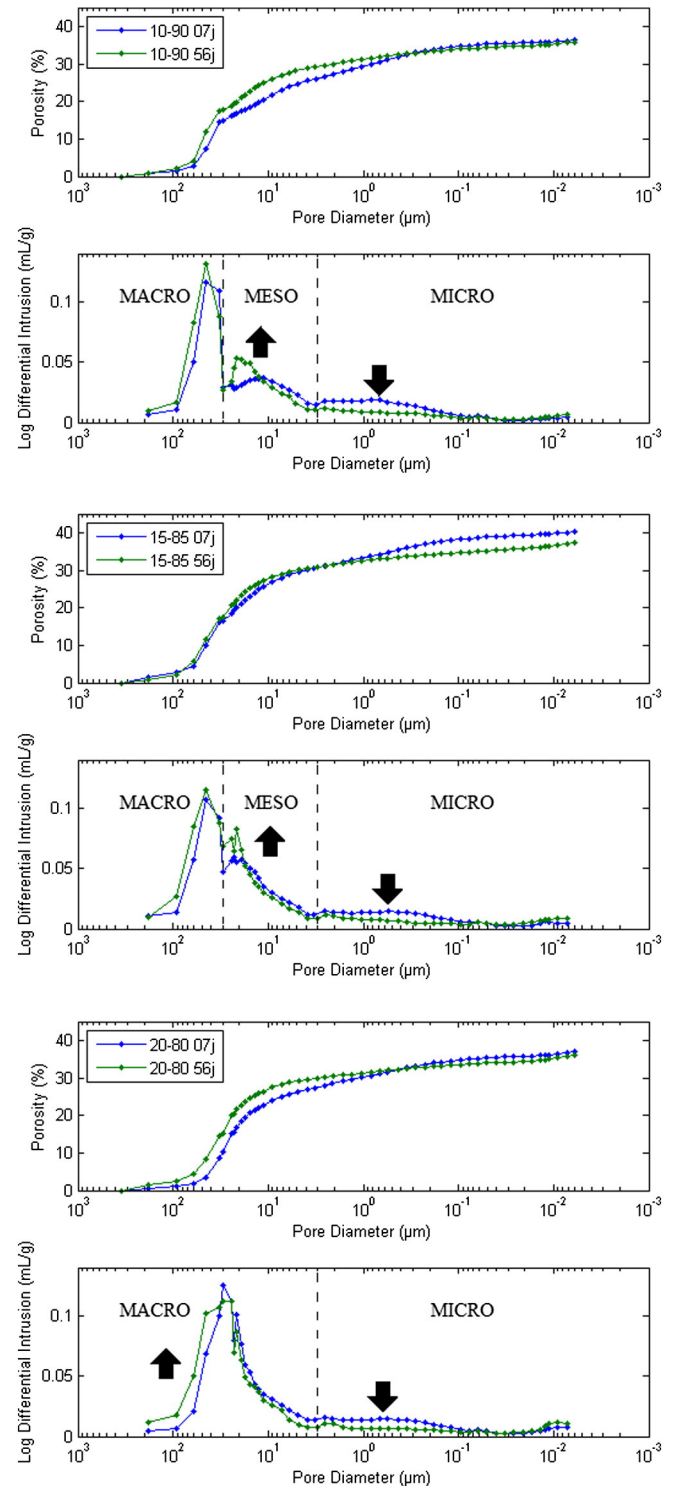 40
30
20
10
0
Porosity (%)
10-90 07j
10-90 56j
10³ 10² 10¹ 10⁰ 10⁻¹ 10⁻² 10⁻³
Pore Diameter (µm)
Log Differential Intrusion (mL/g)
0.1
0.05
0
MACRO MESO MICRO
10³ 10² 10¹ 10⁰ 10⁻¹ 10⁻² 10⁻³
Pore Diameter (µm)
40
30
20
10
0
Porosity (%)
15-85 07j
15-85 56j
10³ 10² 10¹ 10⁰ 10⁻¹ 10⁻² 10⁻³
Pore Diameter (µm)
Log Differential Intrusion (mL/g)
0.1
0.05
0
MACRO MESO MICRO
10³ 10² 10¹ 10⁰ 10⁻¹ 10⁻² 10⁻³
Pore Diameter (µm)
40
30
20
10
0
Porosity (%)
20-80 07j
20-80 56j
10³ 10² 10¹ 10⁰ 10⁻¹ 10⁻² 10⁻³
Pore Diameter (µm)
Log Differential Intrusion (mL/g)
0.1
0.05
0
MACRO MICRO
10³ 10² 10¹ 10⁰ 10⁻¹ 10⁻² 10⁻³
Pore Diameter (µm)